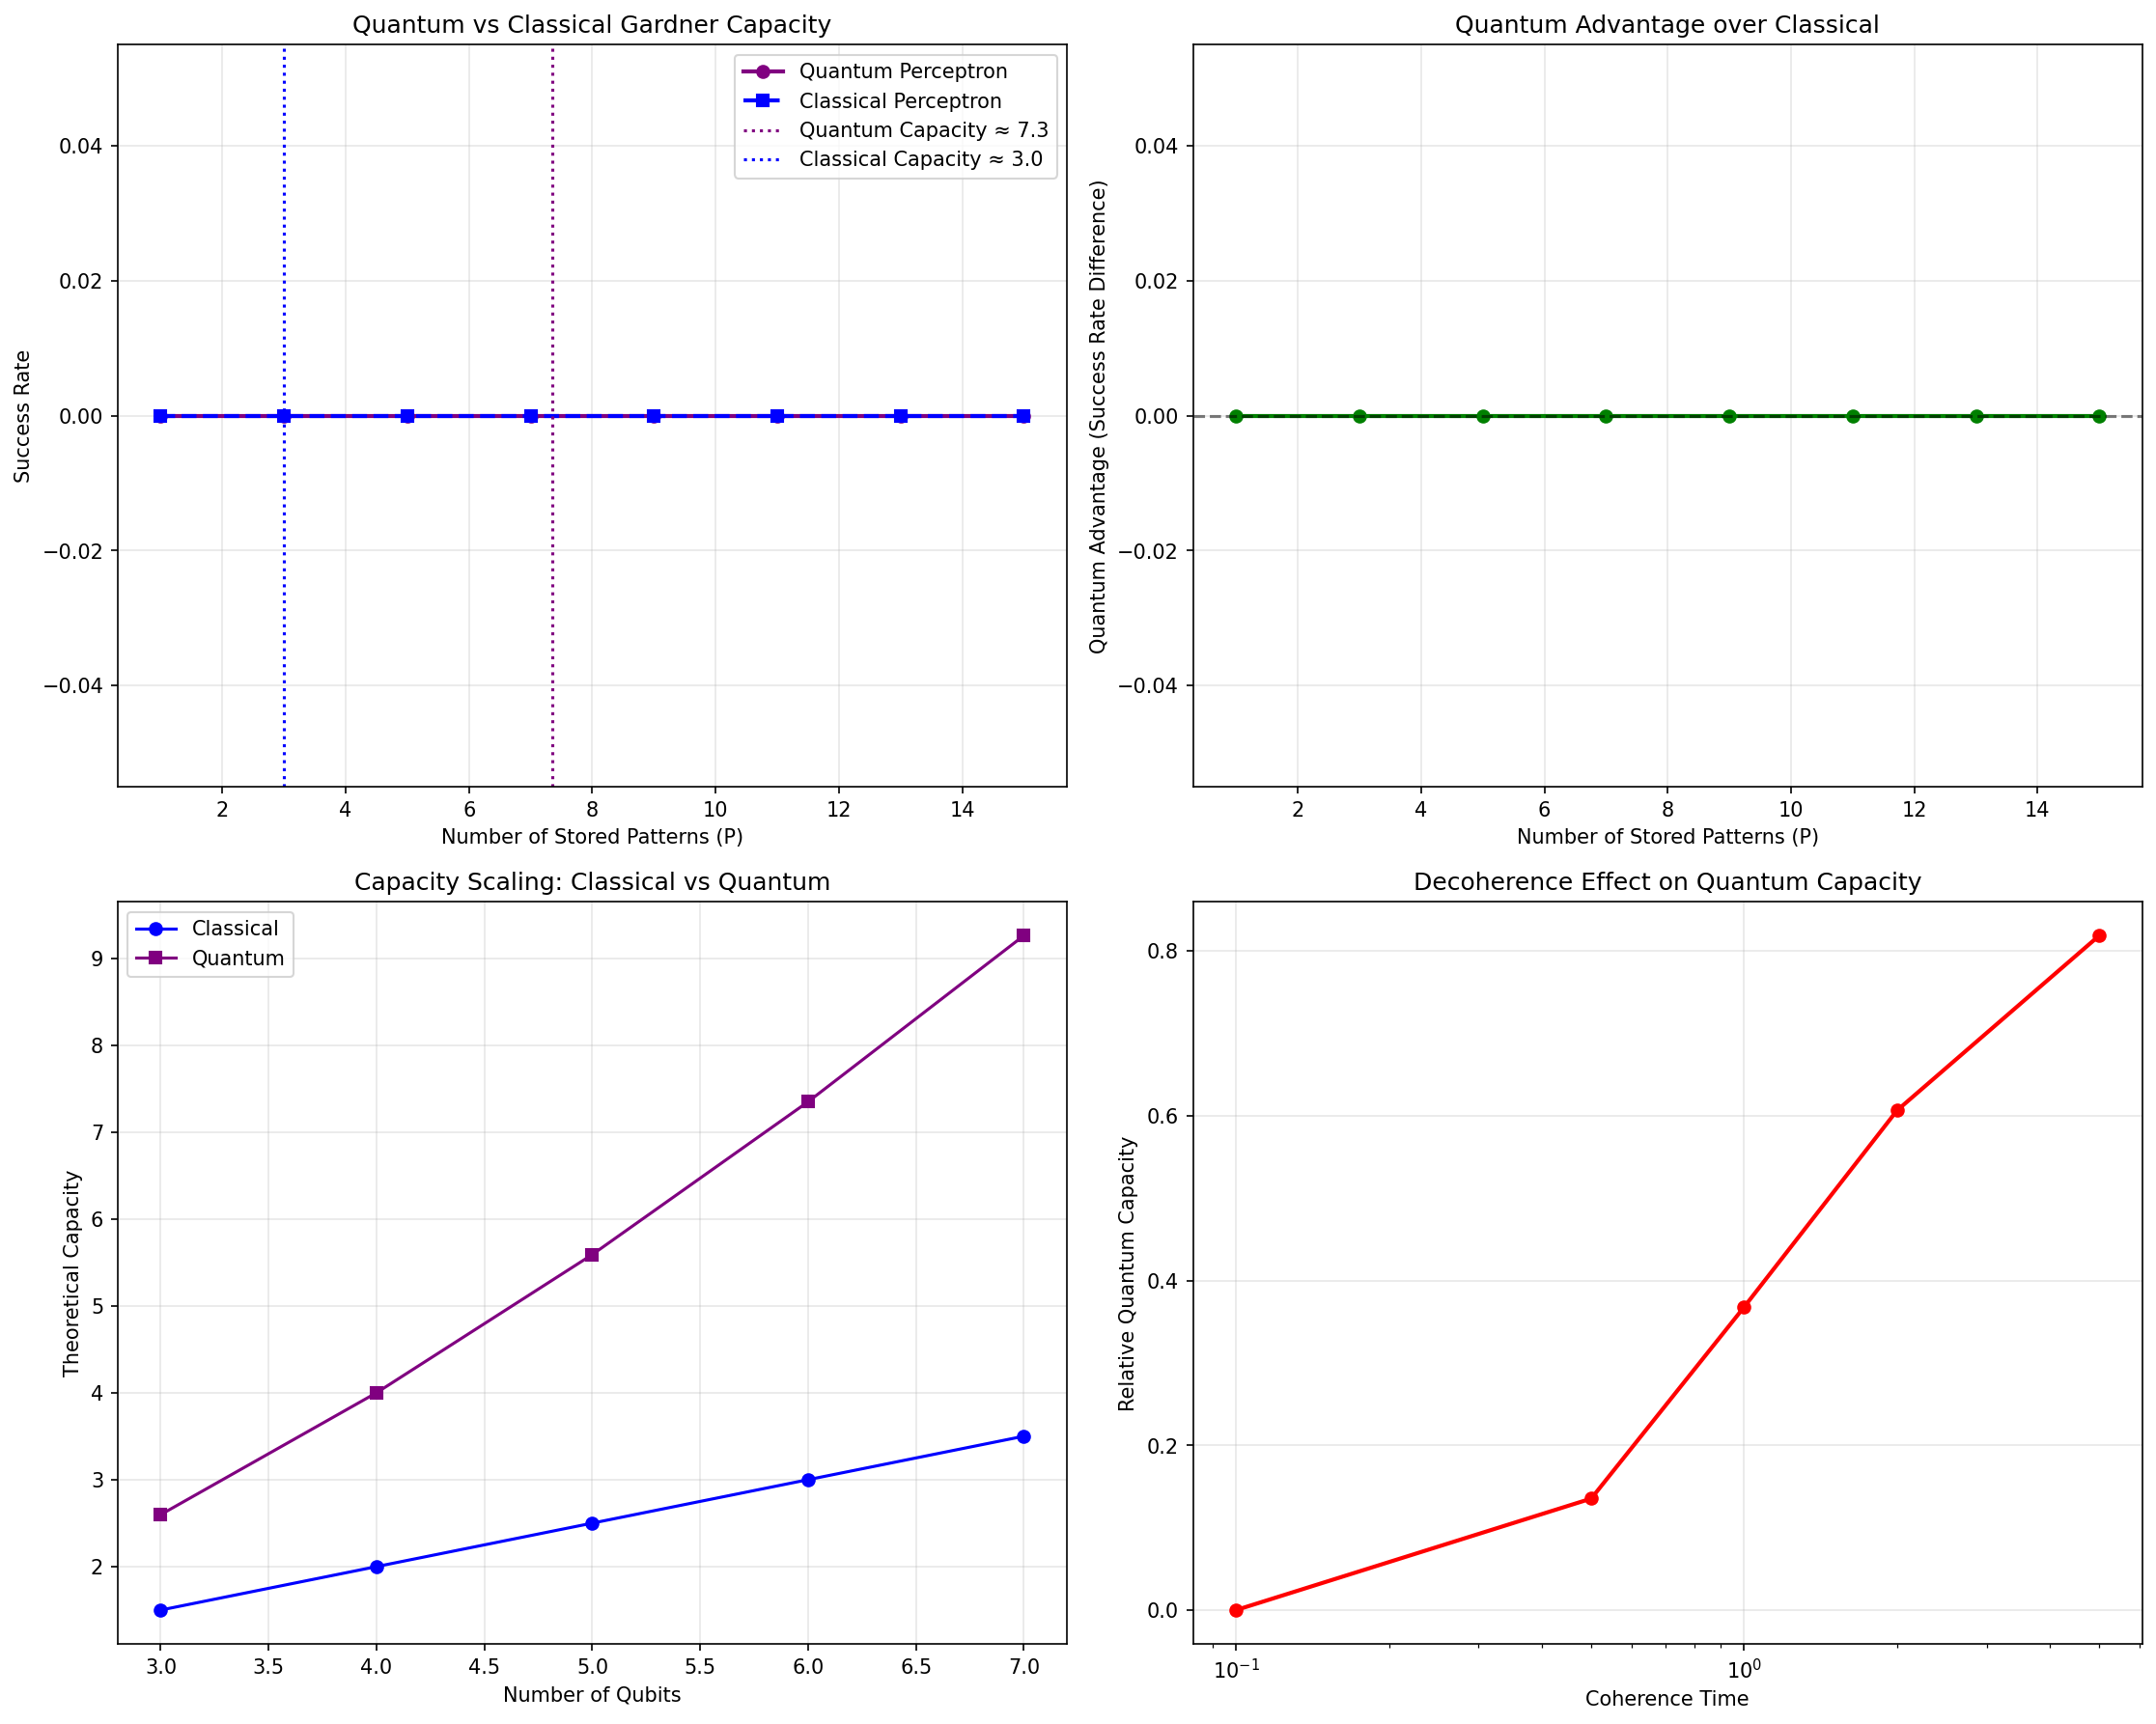 Quantum vs Classical Gardner Capacity
Quantum Perceptron
Classical Perceptron
Quantum Capacity ≈ 7.3
Classical Capacity ≈ 3.0
Success Rate
0.04
0.02
0.00
−0.02
−0.04
2 4 6 8 10 12 14
Number of Stored Patterns (P)
Quantum Advantage over Classical
Quantum Advantage (Success Rate Difference)
0.04
0.02
0.00
−0.02
−0.04
2 4 6 8 10 12 14
Number of Stored Patterns (P)
Capacity Scaling: Classical vs Quantum
Classical
Quantum
Theoretical Capacity
9
8
7
6
5
4
3
2
3.0 3.5 4.0 4.5 5.0 5.5 6.0 6.5 7.0
Number of Qubits
Decoherence Effect on Quantum Capacity
Relative Quantum Capacity
0.8
0.6
0.4
0.2
0.0
10⁻¹ 10⁰
Coherence Time